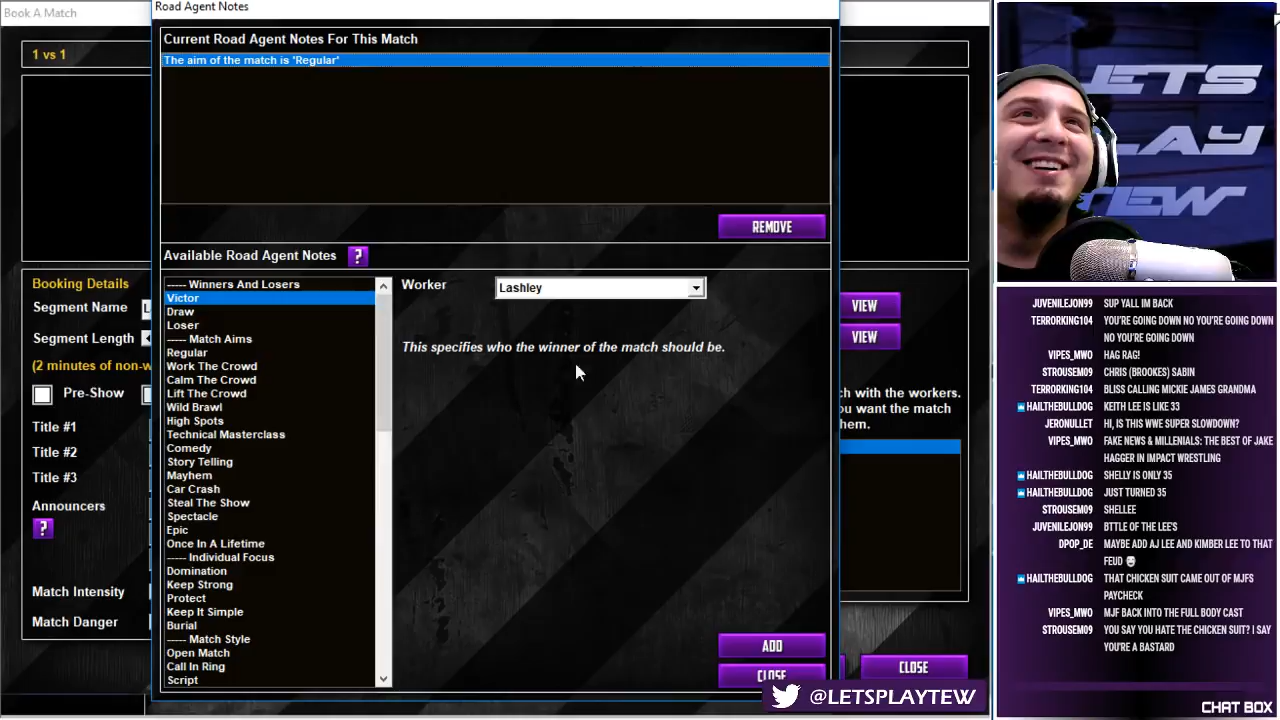 Book A Match
Road Agent Notes
1 vs 1
Current Road Agent Notes For This Match
The aim of the match is 'Regular'
REMOVE
Available Road Agent Notes ?
----- Winners And Losers
Victor
Draw
Loser
----- Match Aims
Regular
Work The Crowd
Calm The Crowd
Lift The Crowd
Wild Brawl
High Spots
Technical Masterclass
Comedy
Story Telling
Mayhem
Car Crash
Steal The Show
Spectacle
Epic
Once In A Lifetime
----- Individual Focus
Domination
Keep Strong
Protect
Keep It Simple
Burial
----- Match Style
Open Match
Call In Ring
Script
Worker Lashley
This specifies who the winner of the match should be.
ADD
CLOSE
Booking Details
Segment Name
Segment Length
(2 minutes of non-w
Pre-Show
Title #1
Title #2
Title #3
Announcers
?
Match Intensity
Match Danger
VIEW
VIEW
ch with the workers.
ou want the match
em.
CLOSE
@LETSPLAYTEW
LETS
PLAY
TEW
JUVENILEJON99 SUP YALL IM BACK
TERRORKING104 YOU'RE GOING DOWN NO YOU'RE GOING DOWN
NO YOU'RE GOING DOWN
VIPES_MWO HAG RAG!
STROUSEM09 CHRIS (BROOKES) SABIN
TERRORKING104 BLISS CALLING MICKIE JAMES GRANDMA
HAILTHEBULLDOG KEITH LEE IS LIKE 33
JERONULLET HI, IS THIS WWE SUPER SLOWDOWN?
VIPES_MWO FAKE NEWS & MILLENIALS: THE BEST OF JAKE
HAGGER IN IMPACT WRESTLING
HAILTHEBULLDOG SHELLY IS ONLY 35
HAILTHEBULLDOG JUST TURNED 35
STROUSEM09 SHELLEE
JUVENILEJON99 BTTLE OF THE LEE'S
DPOP_DE MAYBE ADD AJ LEE AND KIMBER LEE TO THAT
FEUD
HAILTHEBULLDOG THAT CHICKEN SUIT CAME OUT OF MJFS
PAYCHECK
VIPES_MWO MJF BACK INTO THE FULL BODY CAST
STROUSEM09 YOU SAY YOU HATE THE CHICKEN SUIT? I SAY
YOU'RE A BASTARD
CHAT BOX